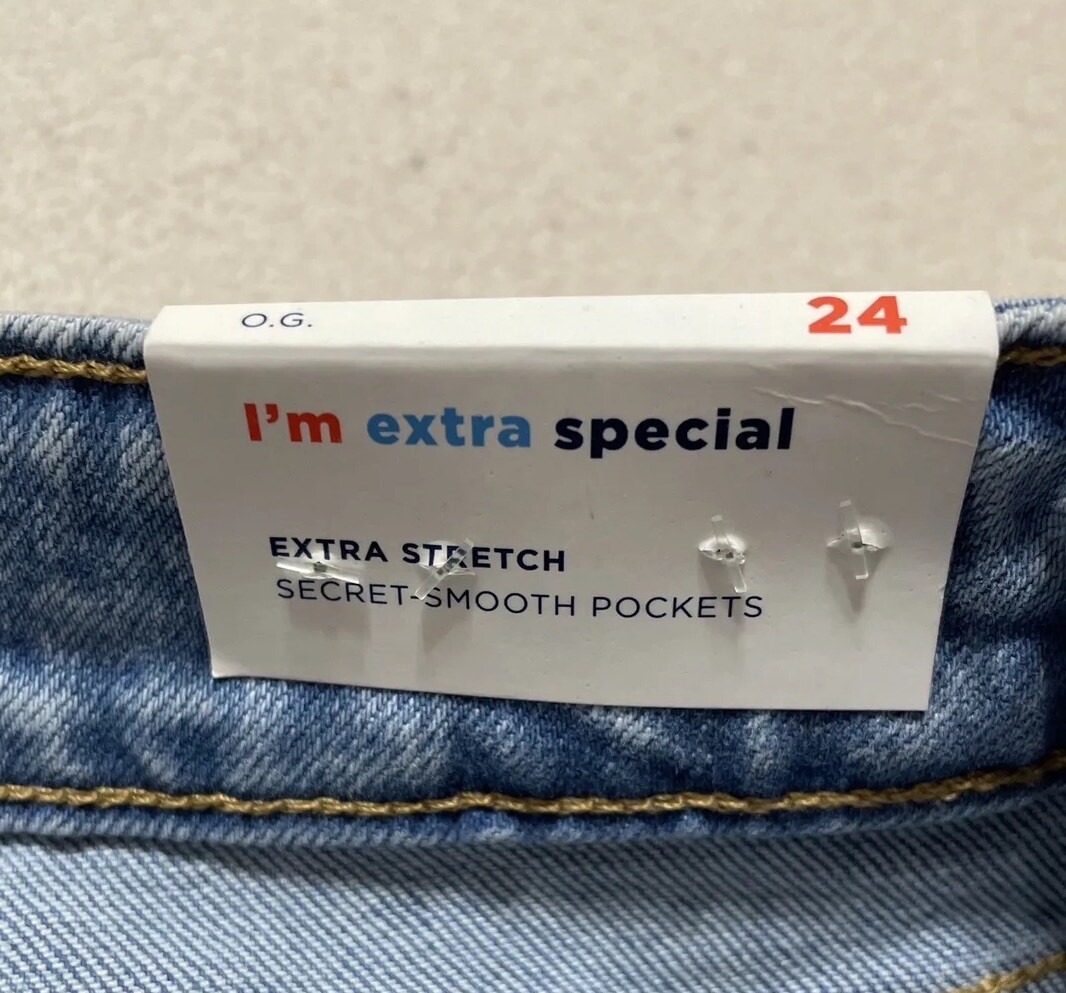 O.G. 24
I'm extra special
EXTRA STRETCH
SECRET-SMOOTH POCKETS